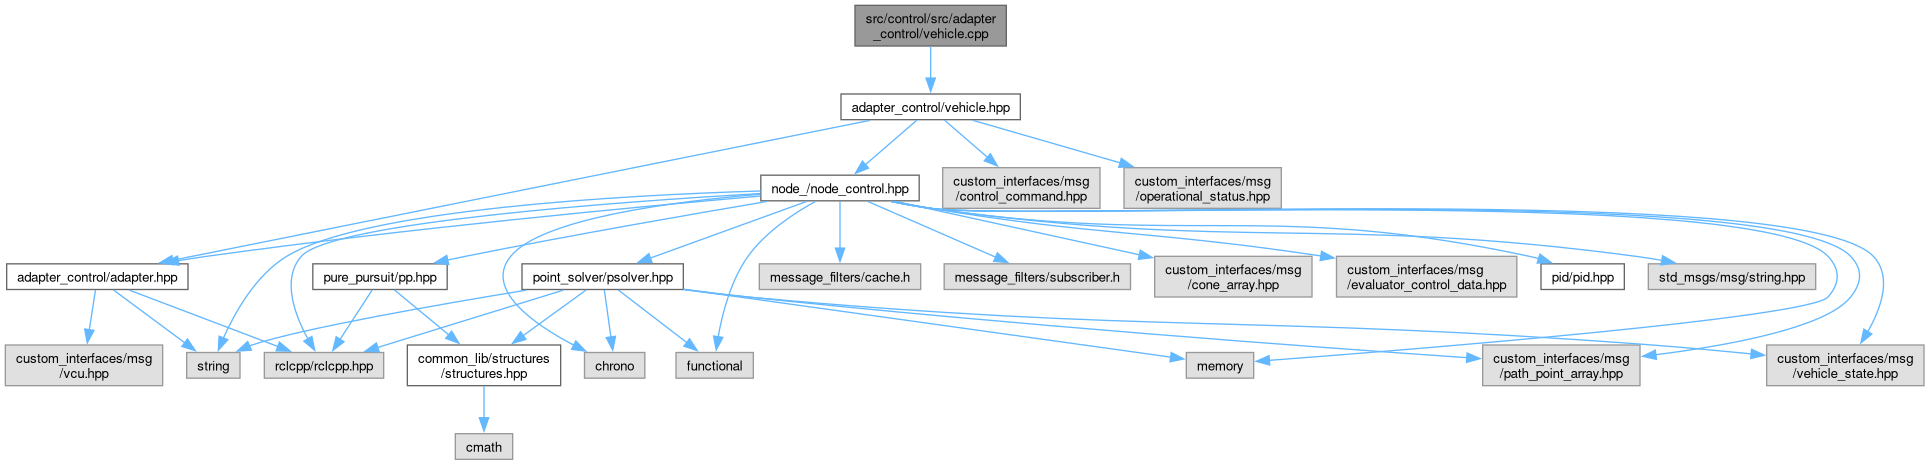 src/control/src/adapter
_control/vehicle.cpp
adapter_control/vehicle.hpp
node_/node_control.hpp
custom_interfaces/msg
/control_command.hpp
custom_interfaces/msg
/operational_status.hpp
adapter_control/adapter.hpp
pure_pursuit/pp.hpp
point_solver/psolver.hpp
message_filters/cache.h
message_filters/subscriber.h
custom_interfaces/msg
/cone_array.hpp
custom_interfaces/msg
/evaluator_control_data.hpp
pid/pid.hpp
std_msgs/msg/string.hpp
custom_interfaces/msg
/vcu.hpp
string
rclcpp/rclcpp.hpp
common_lib/structures
/structures.hpp
chrono
functional
memory
custom_interfaces/msg
/path_point_array.hpp
custom_interfaces/msg
/vehicle_state.hpp
cmath